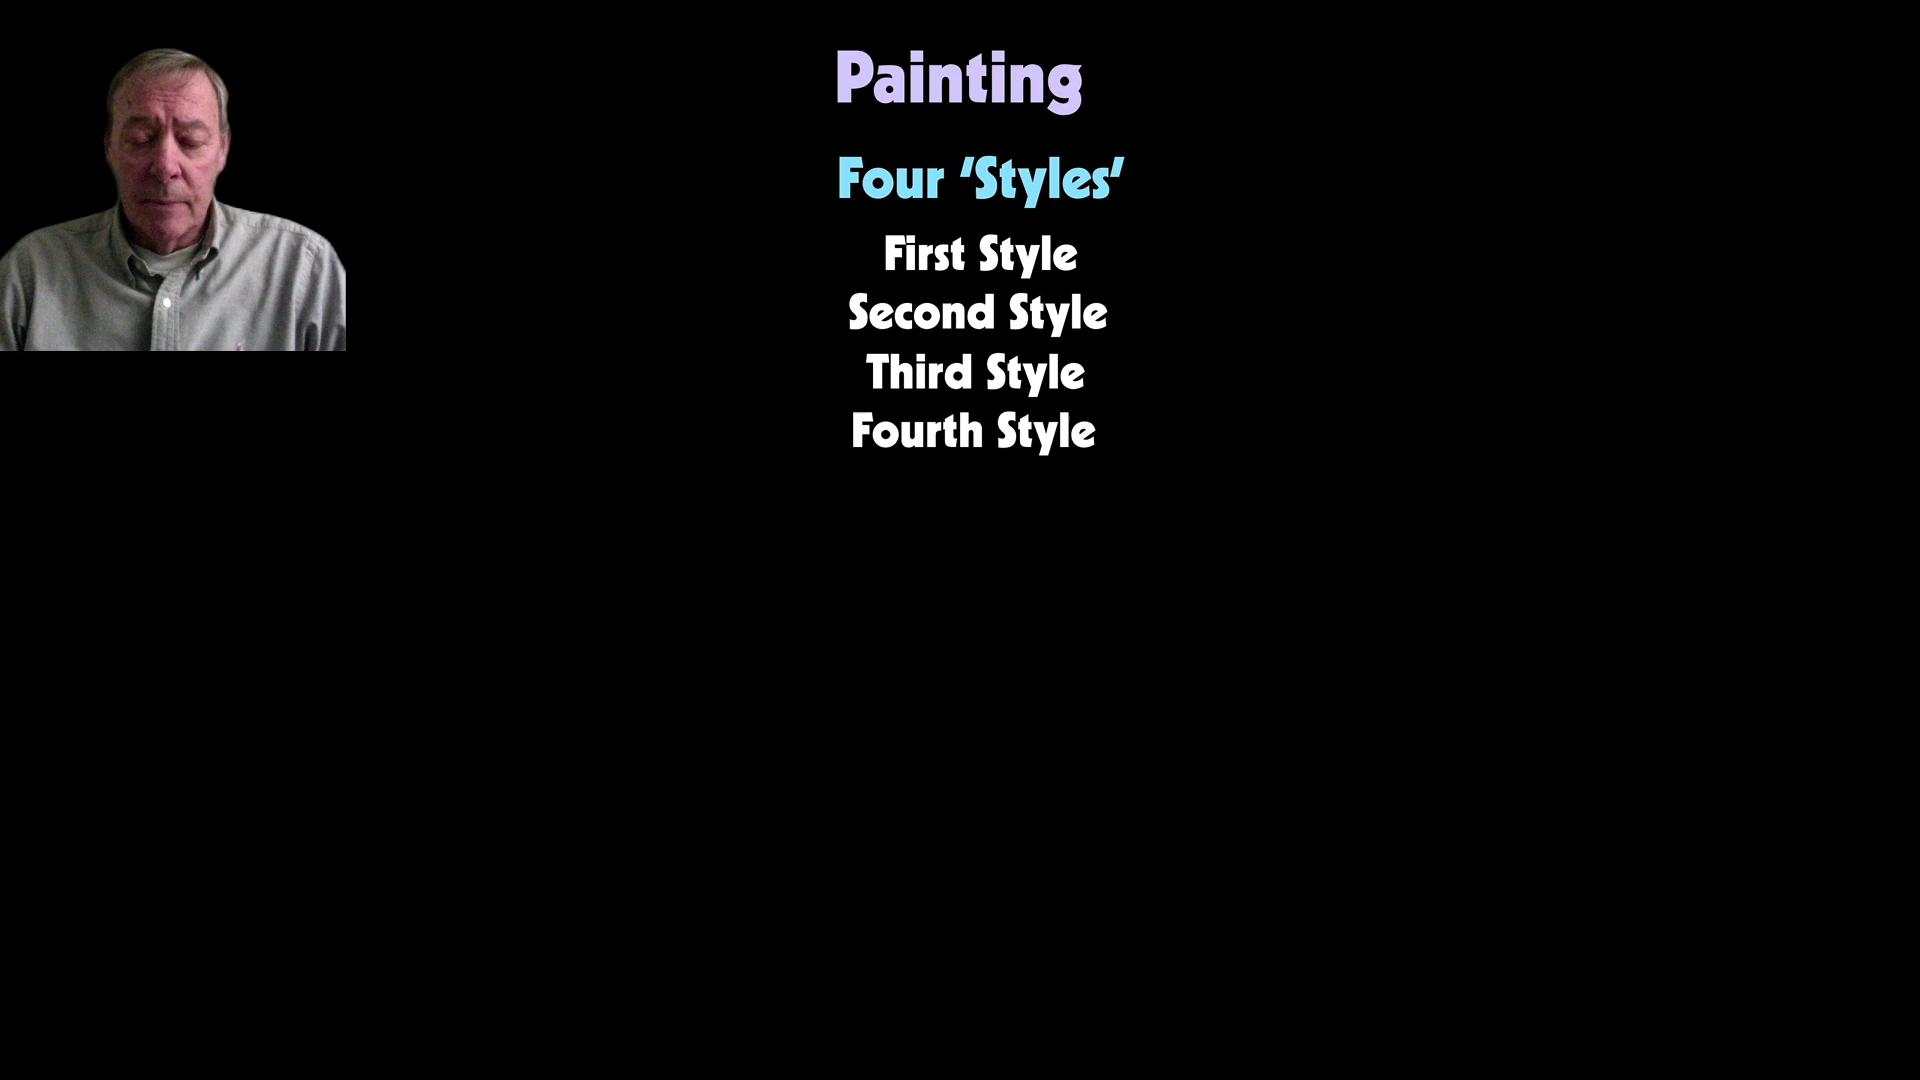 Painting
Four ‘Styles‘
First Style
Second Style
Third Style
Fourth Style